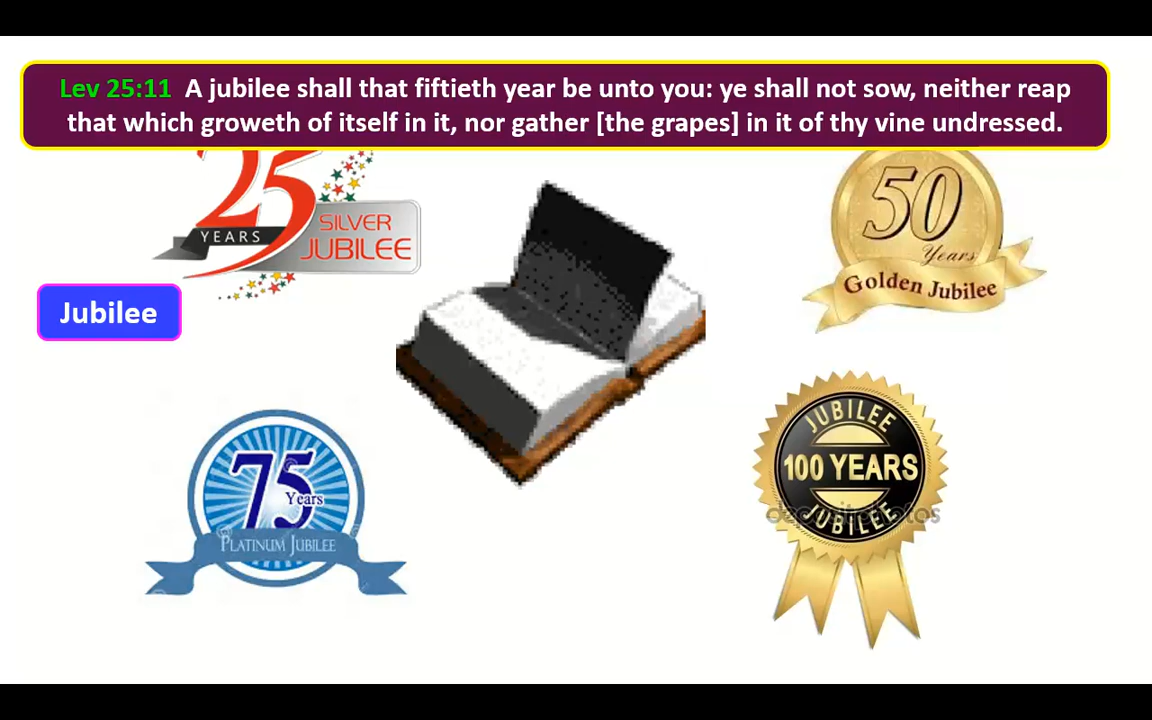 Lev 25:11 A jubilee shall that fiftieth year be unto you: ye shall not sow, neither reap
that which groweth of itself in it, nor gather [the grapes] in it of thy vine undressed.
25
YEARS
SILVER
JUBILEE
50
Years
Golden Jubilee
Jubilee
75
Years
PLATINUM JUBILEE
JUBILEE
100 YEARS
JUBILEE
depositphotos